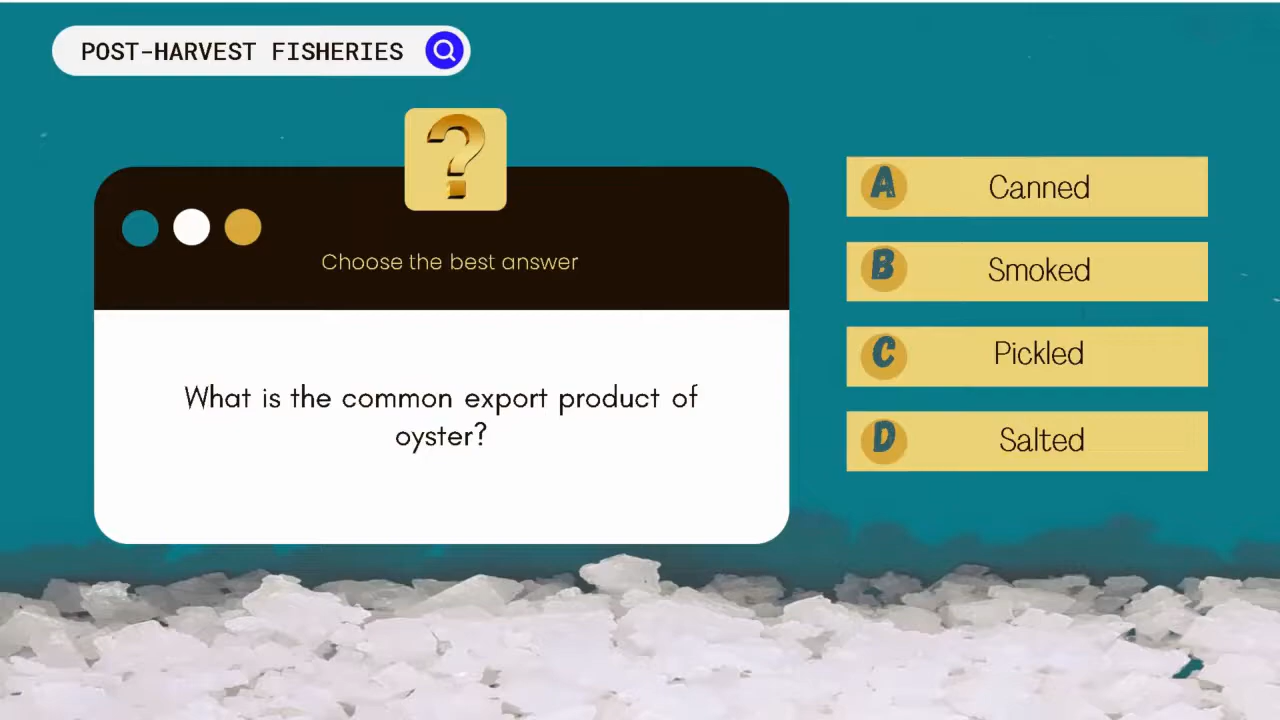 POST-HARVEST FISHERIES
?
Choose the best answer
What is the common export product of
oyster?
A Canned
B Smoked
C Pickled
D Salted